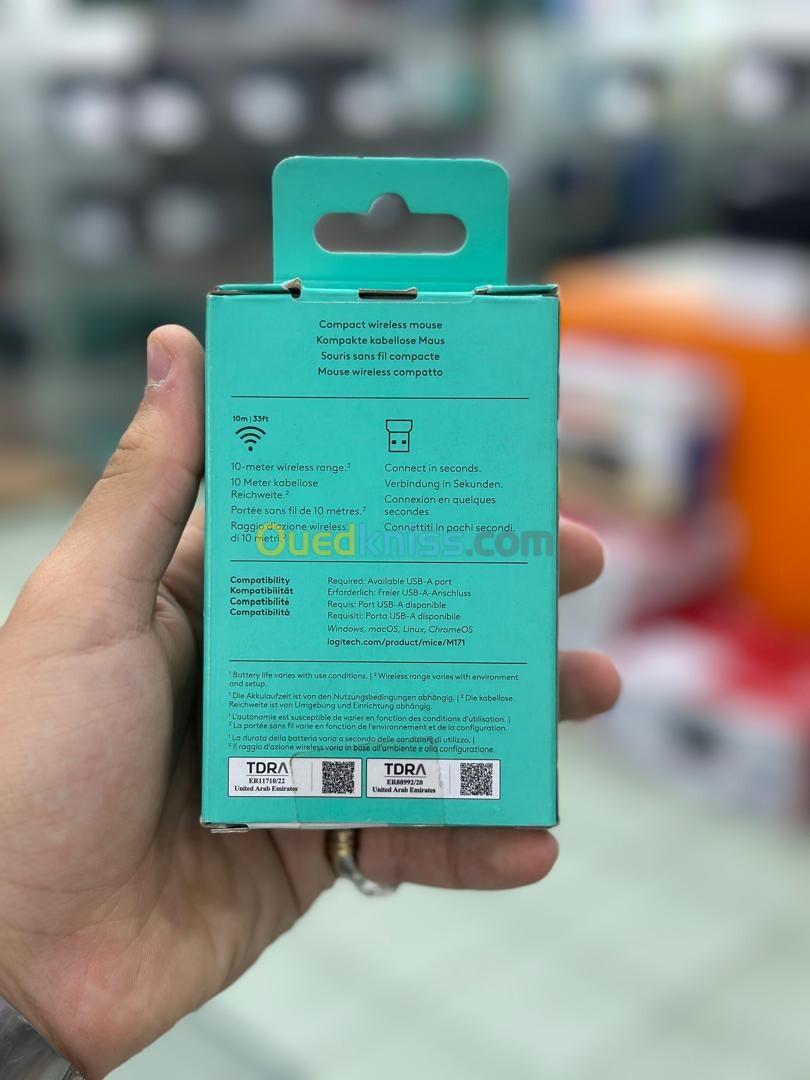 Compact wireless mouse
Kompakte kabellose Maus
Souris sans fil compacte
Mouse wireless compatto
10m | 33ft
10-meter wireless range.²
10 Meter kabellose
Reichweite.²
Portée sans fil de 10 mètres.²
Raggio d'azione wireless
di 10 metri.²
Connect in seconds.
Verbindung in Sekunden.
Connexion en quelques
secondes.
Connettiti in pochi secondi.
Ouedkniss.com
Compatibility
Kompatibilität
Compatibilité
Compatibilità
Required: Available USB-A port
Erforderlich: Freier USB-A-Anschluss
Requis: Port USB-A disponible
Requisiti: Porta USB-A disponibile
Windows, macOS, Linux, ChromeOS
logitech.com/product/mice/M171
¹ Battery life varies with use conditions. | ² Wireless range varies with environment
and setup.
¹ Die Akkulaufzeit ist von den Nutzungsbedingungen abhängig. | ² Die kabellose
Reichweite ist von Umgebung und Einrichtung abhängig.
¹ L'autonomie est susceptible de varier en fonction des conditions d'utilisation. |
² La portée sans fil varie en fonction de l'environnement et de la configuration.
¹ La durata della batteria varia a seconda delle condizioni di utilizzo. |
² Il raggio d'azione wireless varia in base all'ambiente e alla configurazione.
TDRA
ER11710/22
United Arab Emirates
TDRA
ER88992/20
United Arab Emirates